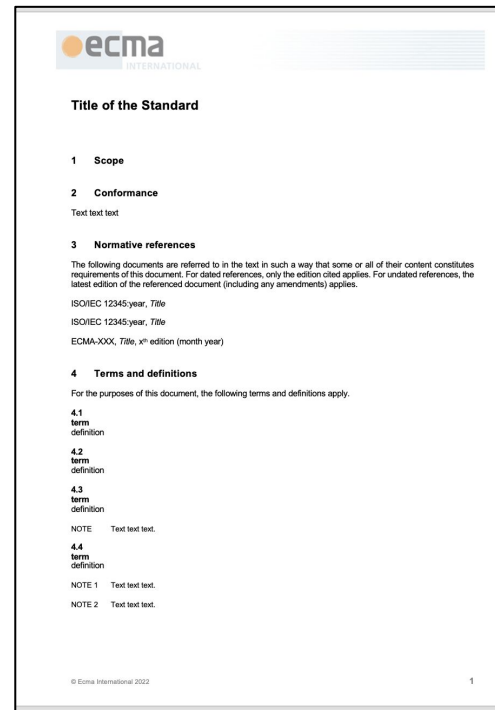 ecma
INTERNATIONAL
Title of the Standard
1 Scope
2 Conformance
Text text text
3 Normative references
The following documents are referred to in the text in such a way that some or all of their content constitutes
requirements of this document. For dated references, only the edition cited applies. For undated references, the
latest edition of the referenced document (including any amendments) applies.
ISO/IEC 12345:year, Title
ISO/IEC 12345:year, Title
ECMA-XXX, Title, xth edition (month year)
4 Terms and definitions
For the purposes of this document, the following terms and definitions apply.
4.1
term
definition
4.2
term
definition
4.3
term
definition
NOTE Text text text.
4.4
term
definition
NOTE 1 Text text text.
NOTE 2 Text text text.
© Ecma International 2022 1